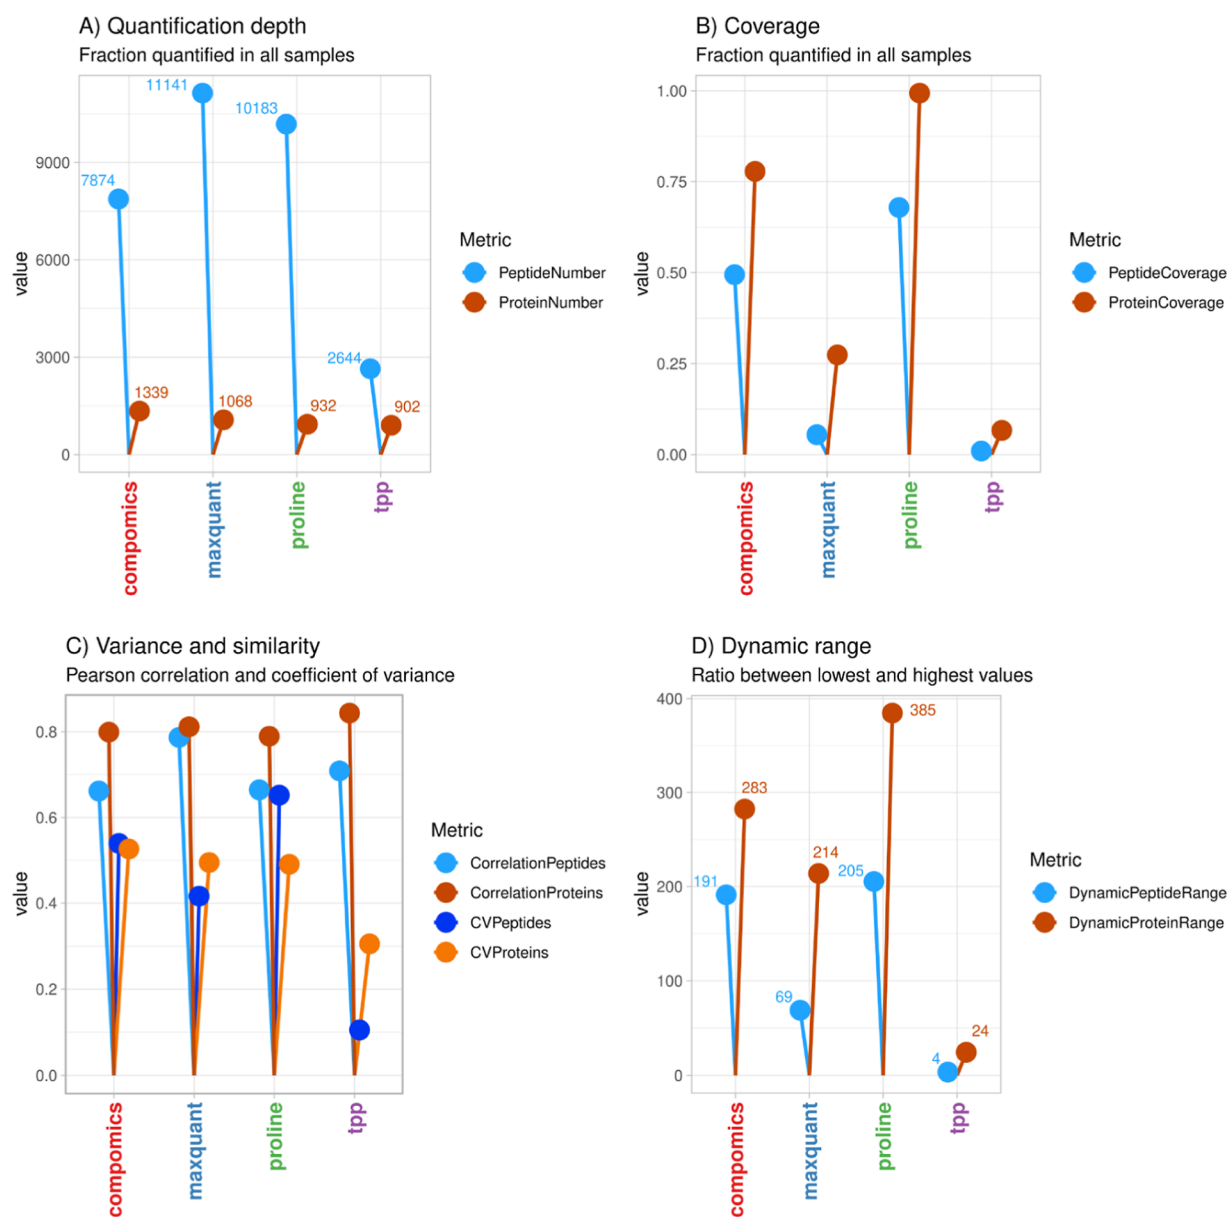 A) Quantification depth
Fraction quantified in all samples
value
9000
6000
3000
0
7874
1339
11141
1068
10183
932
2644
902
compomics
maxquant
proline
tpp
Metric
PeptideNumber
ProteinNumber
B) Coverage
Fraction quantified in all samples
value
1.00
0.75
0.50
0.25
0.00
compomics
maxquant
proline
tpp
Metric
PeptideCoverage
ProteinCoverage
C) Variance and similarity
Pearson correlation and coefficient of variance
value
0.8
0.6
0.4
0.2
0.0
compomics
maxquant
proline
tpp
Metric
CorrelationPeptides
CorrelationProteins
CVPeptides
CVProteins
D) Dynamic range
Ratio between lowest and highest values
value
400
300
200
100
0
191
283
69
214
205
385
4
24
compomics
maxquant
proline
tpp
Metric
DynamicPeptideRange
DynamicProteinRange